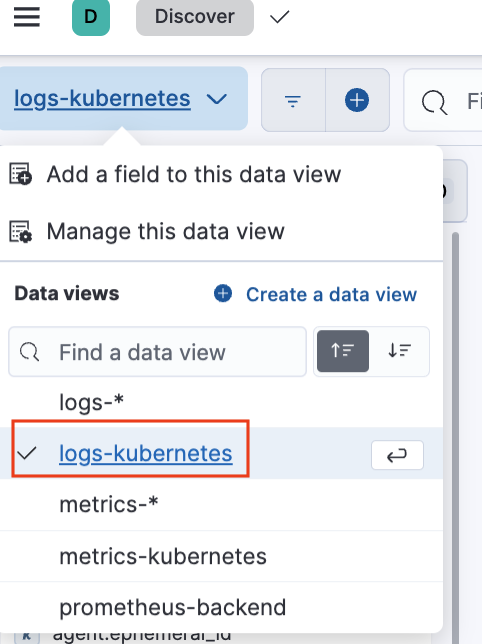 D Discover
logs-kubernetes Fi
Add a field to this data view
Manage this data view
Data views Create a data view
Find a data view
logs-*
logs-kubernetes
metrics-*
metrics-kubernetes
prometheus-backend
k agent.ephemeral_id